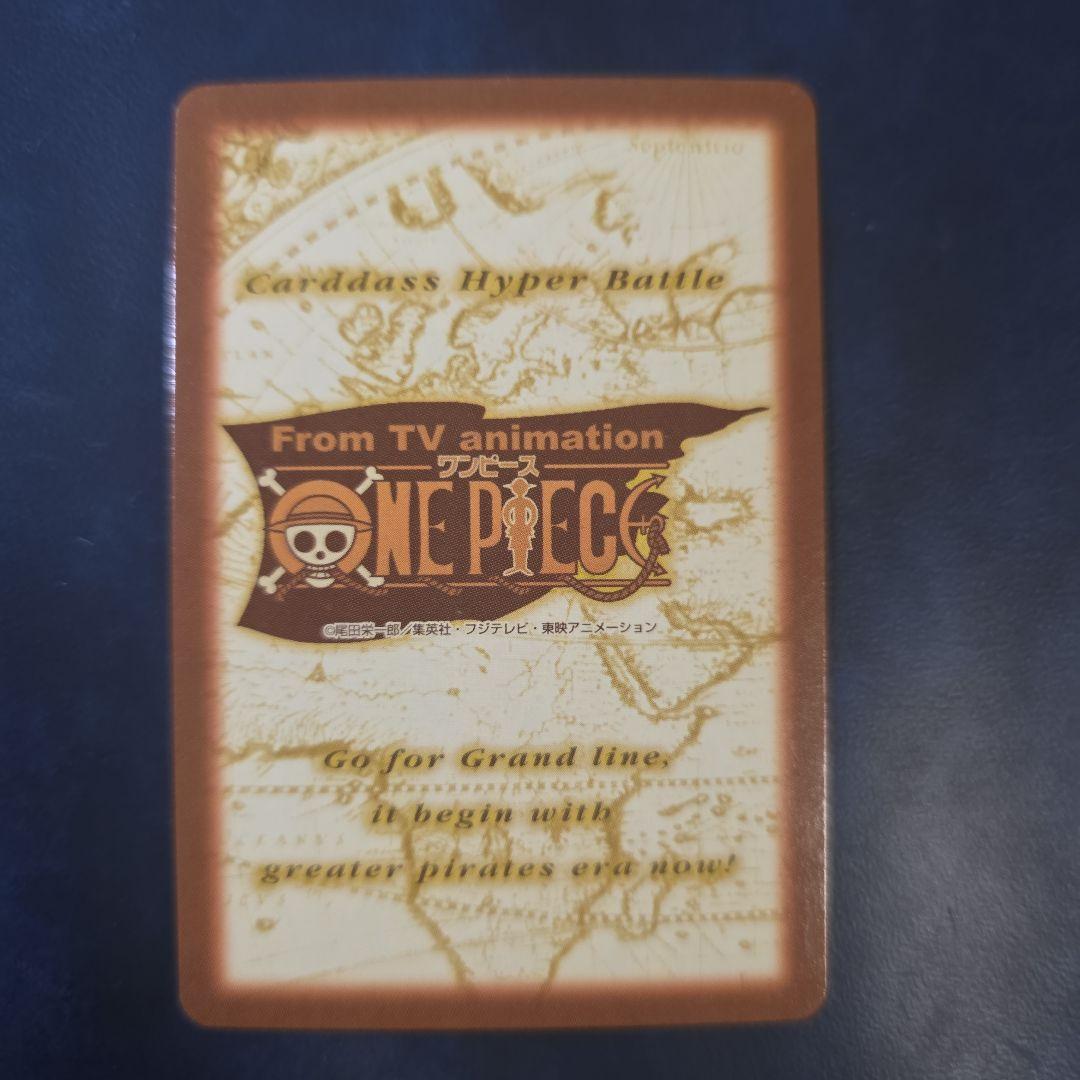 Septentrio
Carddass Hyper Battle
From TV animation
ワンピース
ONE PIECE
©尾田栄一郎/集英社・フジテレビ・東映アニメーション
Go for Grand line,
it begin with
greater pirates era now!